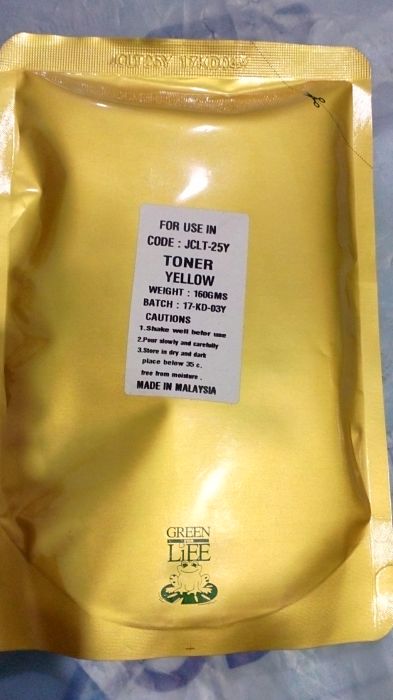 FOR USE IN
CODE : JCLT-25Y
TONER
YELLOW
WEIGHT : 160GMS
BATCH : 17-KD-03Y
CAUTIONS
1.Shake well befor use
2.Pour slowly and carefully
3.Store in dry and dark
place below 35 c.
free from moisture .
MADE IN MALAYSIA
GREEN
LiFE